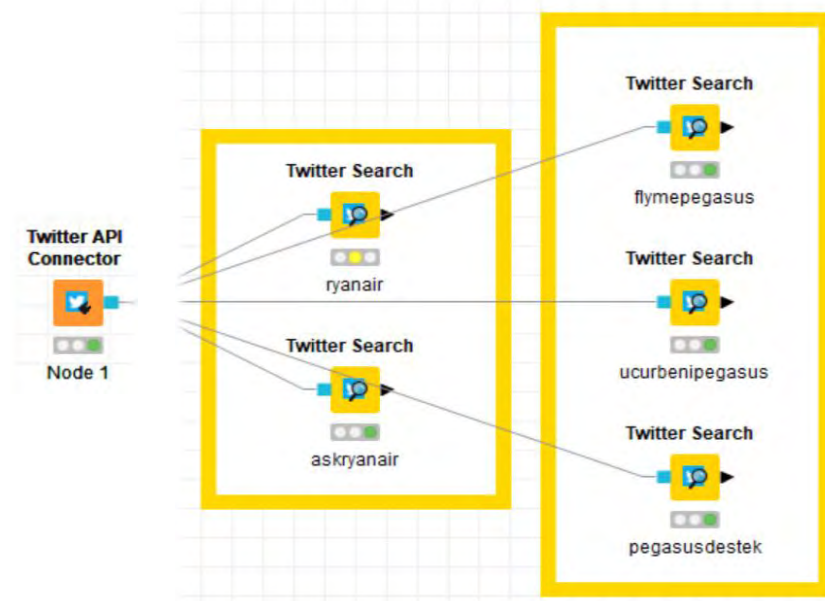 Twitter API
Connector
Node 1
Twitter Search
ryanair
Twitter Search
askryanair
Twitter Search
flymepegasus
Twitter Search
ucurbenipegasus
Twitter Search
pegasusdestek